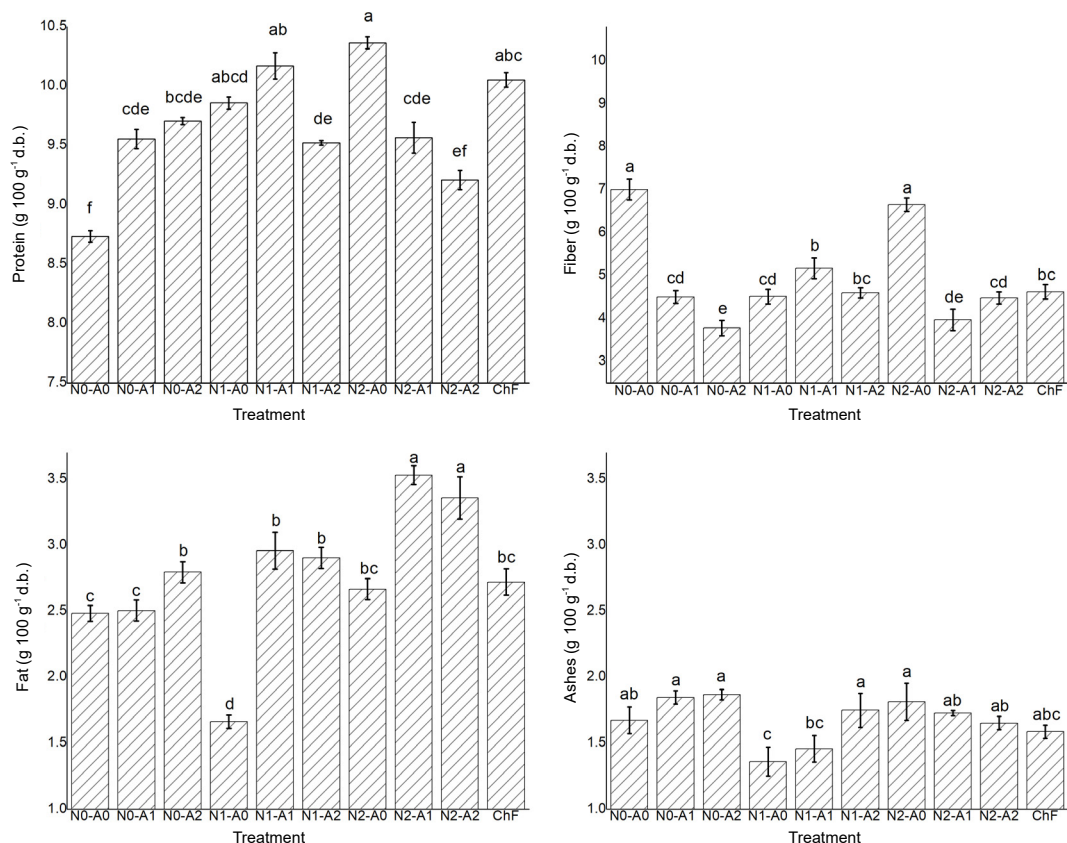 10.5
10.0
9.5
9.0
8.5
8.0
7.5
Protein (g 100 g⁻¹ d.b.)
f
cde
bcde
abcd
ab
de
a
cde
ef
abc
N0-A0 N0-A1 N0-A2 N1-A0 N1-A1 N1-A2 N2-A0 N2-A1 N2-A2 ChF
Treatment
10
9
8
7
6
5
4
3
Fiber (g 100 g⁻¹ d.b.)
a
cd
e
cd
b
bc
a
de
cd
bc
N0-A0 N0-A1 N0-A2 N1-A0 N1-A1 N1-A2 N2-A0 N2-A1 N2-A2 ChF
Treatment
3.5
3.0
2.5
2.0
1.5
1.0
Fat (g 100 g⁻¹ d.b.)
c
c
b
d
b
b
bc
a
a
bc
N0-A0 N0-A1 N0-A2 N1-A0 N1-A1 N1-A2 N2-A0 N2-A1 N2-A2 ChF
Treatment
3.5
3.0
2.5
2.0
1.5
1.0
Ashes (g 100 g⁻¹ d.b.)
ab
a
a
c
bc
a
a
ab
ab
abc
N0-A0 N0-A1 N0-A2 N1-A0 N1-A1 N1-A2 N2-A0 N2-A1 N2-A2 ChF
Treatment